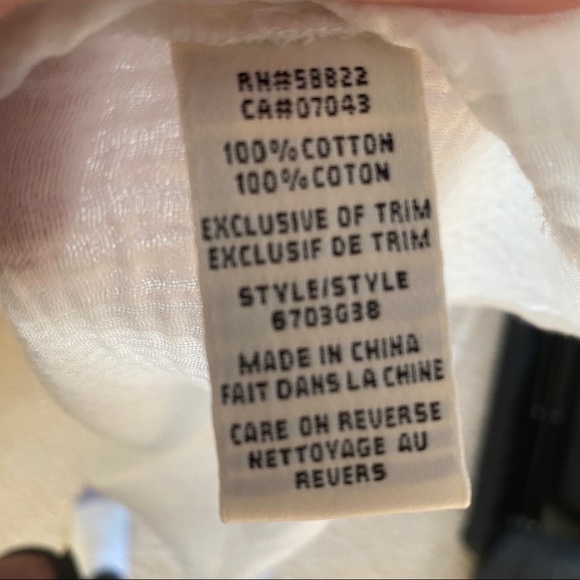 RN#58822
CA#07043
100% COTTON
100% COTON
EXCLUSIVE OF TRIM
EXCLUSIF DE TRIM
STYLE/STYLE
6703G38
MADE IN CHINA
FAIT DANS LA CHINE
CARE ON REVERSE
NETTOYAGE AU
REVERS